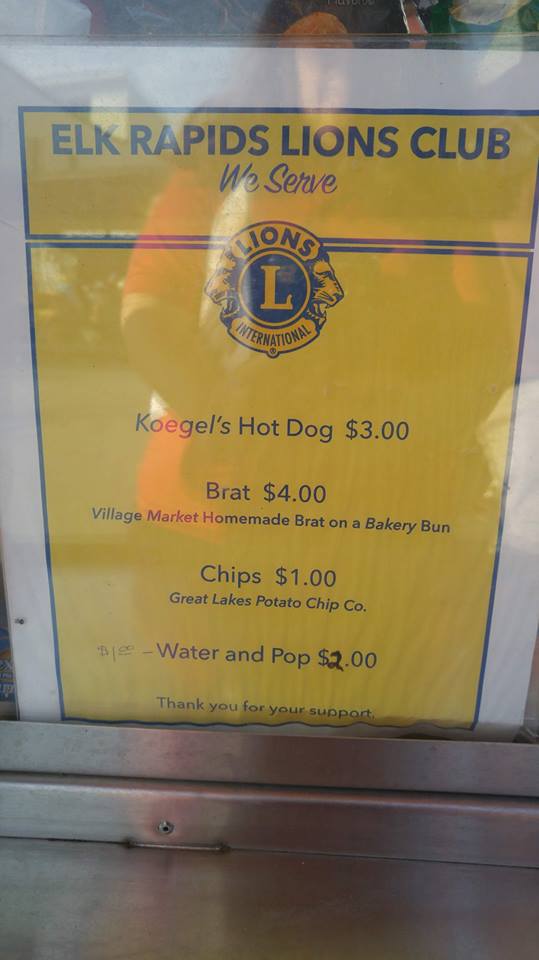 ELK RAPIDS LIONS CLUB
We Serve
LIONS
L
INTERNATIONAL
®
Koegel's Hot Dog $3.00
Brat $4.00
Village Market Homemade Brat on a Bakery Bun
Chips $1.00
Great Lakes Potato Chip Co.
$1.00 – Water and Pop $2.00
Thank you for your support.